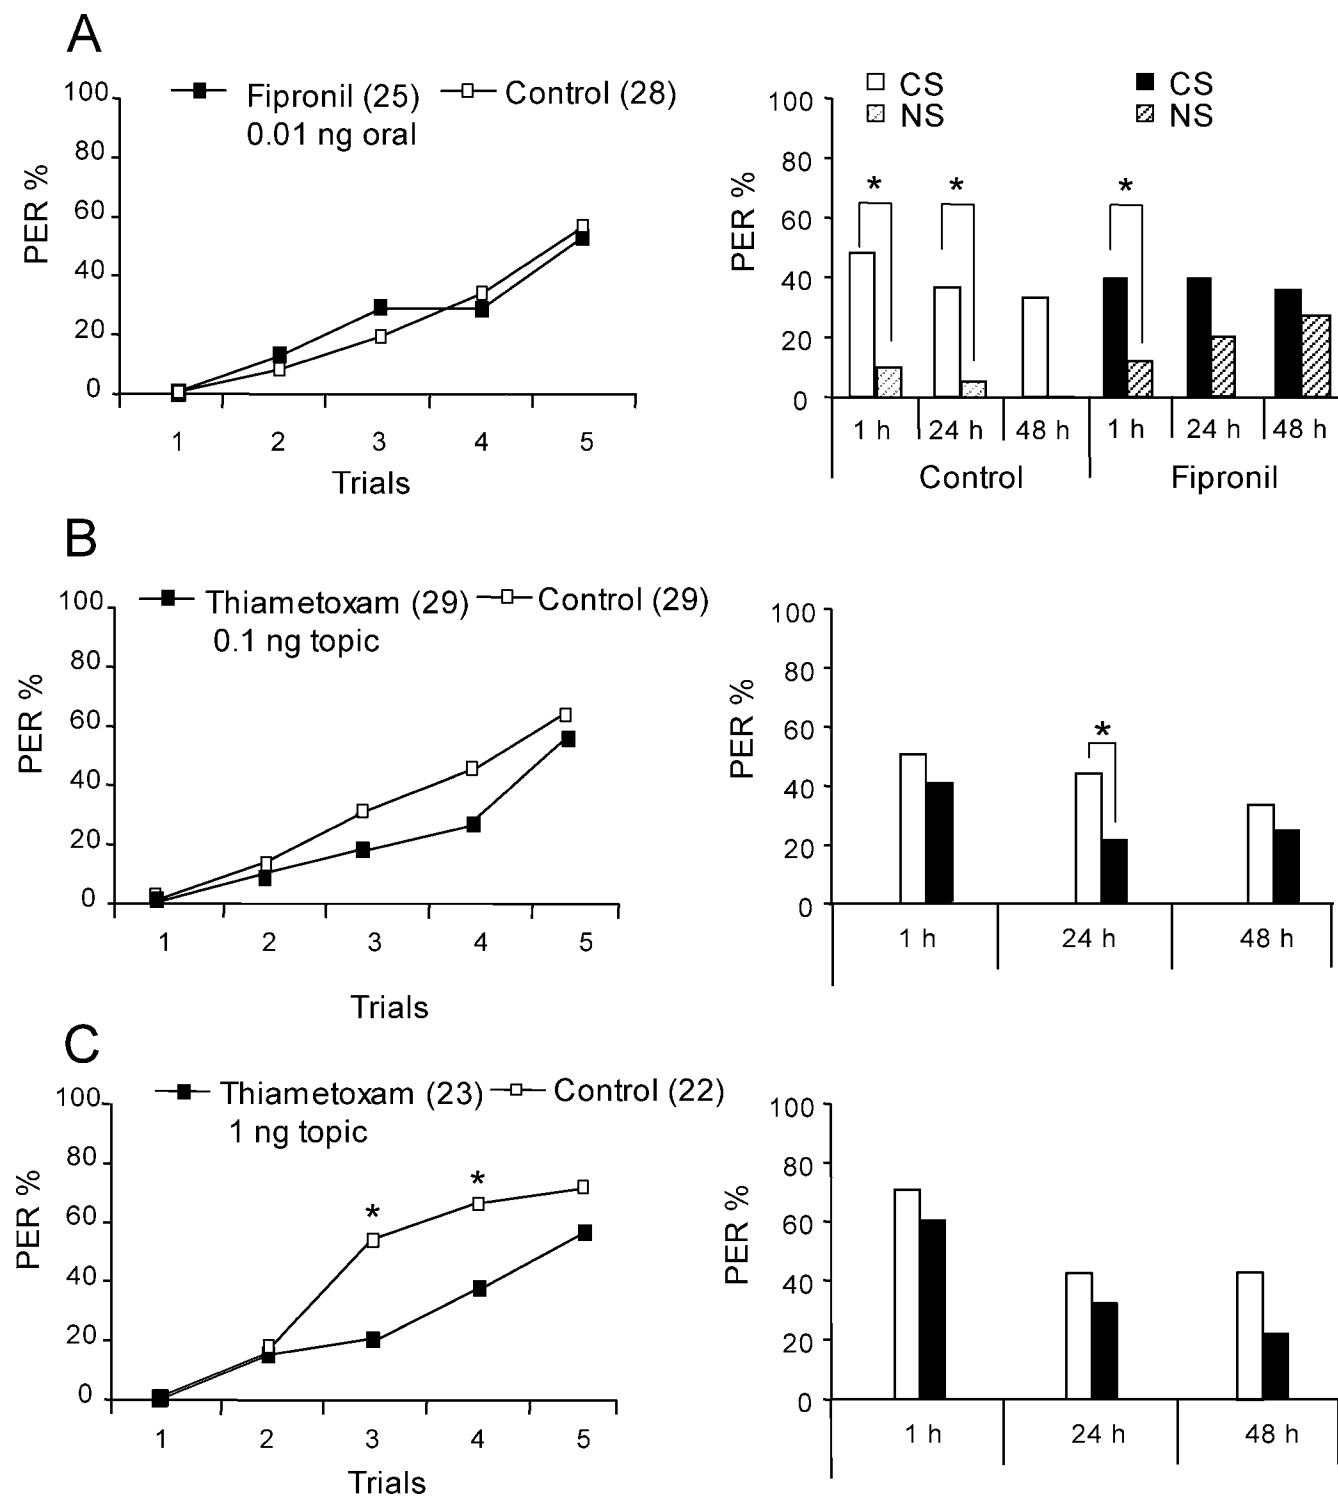 A
Fipronil (25) Control (28)
0.01 ng oral
PER %
100
80
60
40
20
0
1 2 3 4 5
Trials
CS CS
NS NS
PER %
100
80
60
40
20
0
* * *
1 h 24 h 48 h 1 h 24 h 48 h
Control Fipronil
B
Thiametoxam (29) Control (29)
0.1 ng topic
PER %
100
80
60
40
20
0
1 2 3 4 5
Trials
PER %
100
80
60
40
20
0
*
1 h 24 h 48 h
C
Thiametoxam (23) Control (22)
1 ng topic
PER %
100
80
60
40
20
0
* *
1 2 3 4 5
Trials
PER %
100
80
60
40
20
0
1 h 24 h 48 h